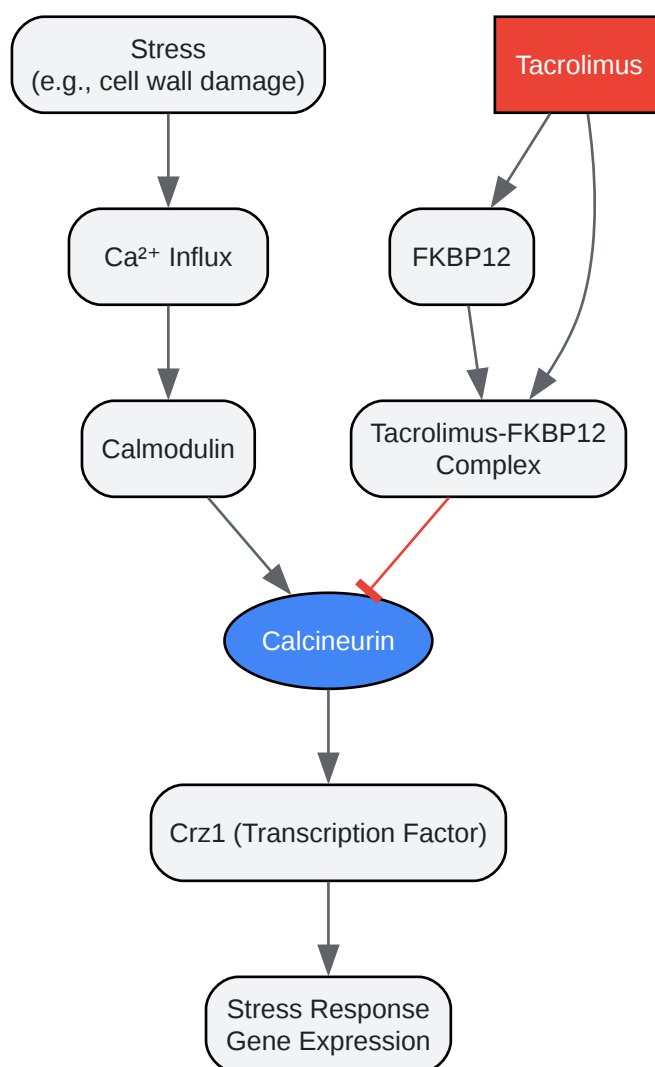 Stress
(e.g., cell wall damage)
Tacrolimus
Ca²⁺ Influx
FKBP12
Calmodulin
Tacrolimus-FKBP12
Complex
Calcineurin
Crz1 (Transcription Factor)
Stress Response
Gene Expression